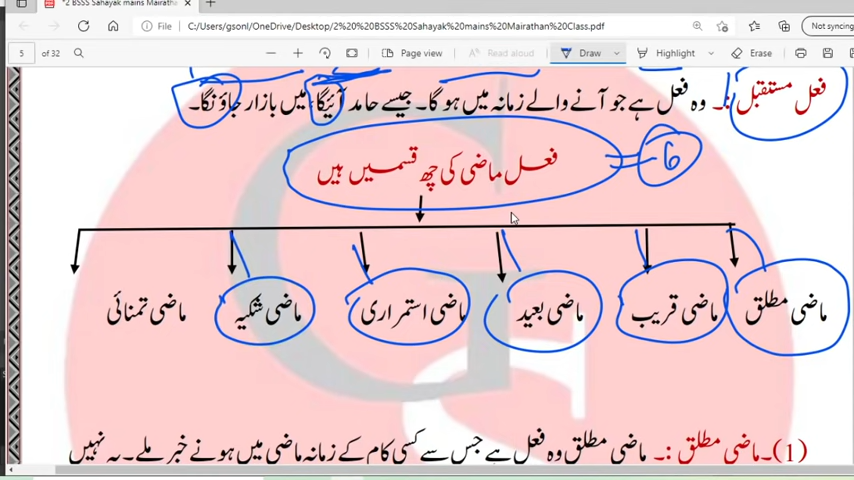 *2 BSSS Sahayak mains Mairatha
File C:/Users/gsonl/OneDrive/Desktop/2%20%20BSSS%20Sahayak%20mains%20Mairathan%20Class.pdf Not syncing
5 of 32 Page view Read aloud Draw Highlight Erase
فعل مستقبل :۔ وہ فعل ہے جو آنے والے زمانہ میں ہو گا۔ جیسے حامد آئیگا، میں بازار جاؤنگا۔
فعل ماضی کی چھ قسمیں ہیں
6
ماضی مطلق ماضی قریب ماضی بعید ماضی استمراری ماضی شکیہ ماضی تمنائی
(1)۔ماضی مطلق :۔ ماضی مطلق وہ فعل ہے جس سے کسی کام کے زمانہ ماضی میں ہونے خبر ملے۔ یہ نہیں